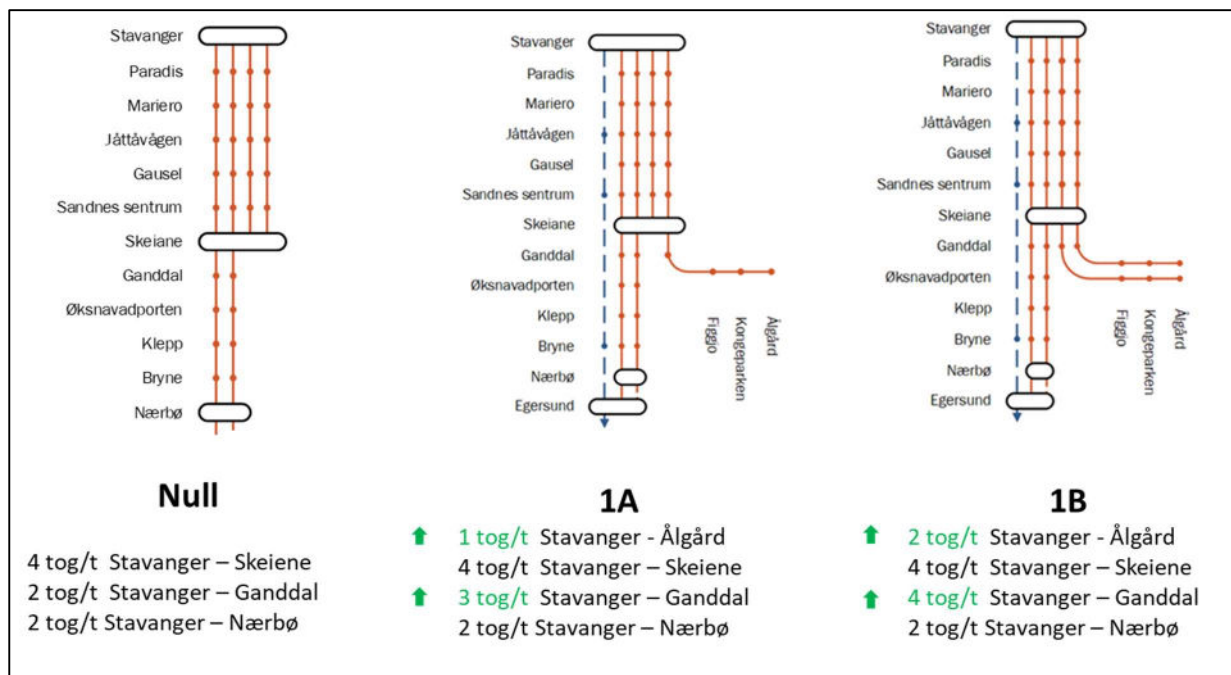 Stavanger
Paradis
Mariero
Jåttåvågen
Gausel
Sandnes sentrum
Skeiane
Ganddal
Øksnavadporten
Klepp
Bryne
Nærbø
Null
4 tog/t Stavanger – Skeiene
2 tog/t Stavanger – Ganddal
2 tog/t Stavanger – Nærbø
Stavanger
Paradis
Mariero
Jåttåvågen
Gausel
Sandnes sentrum
Skeiane
Ganddal
Øksnavadporten
Klepp
Bryne
Nærbø
Egersund
Figgjo
Kongeparken
Ålgård
1A
1 tog/t Stavanger - Ålgård
4 tog/t Stavanger – Skeiene
3 tog/t Stavanger – Ganddal
2 tog/t Stavanger – Nærbø
Stavanger
Paradis
Mariero
Jåttåvågen
Gausel
Sandnes sentrum
Skeiane
Ganddal
Øksnavadporten
Klepp
Bryne
Nærbø
Egersund
Figgjo
Kongeparken
Ålgård
1B
2 tog/t Stavanger - Ålgård
4 tog/t Stavanger – Skeiene
4 tog/t Stavanger – Ganddal
2 tog/t Stavanger – Nærbø